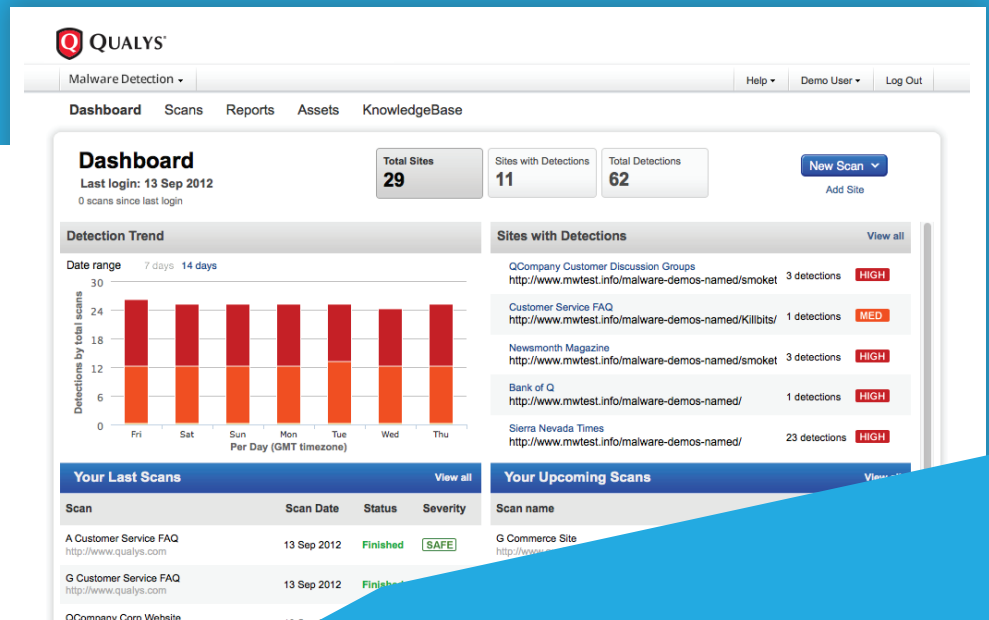 QUALYS®
Malware Detection
Help
Demo User
Log Out
Dashboard
Scans
Reports
Assets
KnowledgeBase
Dashboard
Last login: 13 Sep 2012
0 scans since last login
Total Sites
29
Sites with Detections
11
Total Detections
62
New Scan
Add Site
Detection Trend
Date range 7 days 14 days
Detections by total scans
30
24
18
12
6
0
Fri Sat Sun Mon Tue Wed Thu
Per Day (GMT timezone)
Sites with Detections View all
QCompany Customer Discussion Groups
http://www.mwtest.info/malware-demos-named/smoket 3 detections HIGH
Customer Service FAQ
http://www.mwtest.info/malware-demos-named/Killbits/ 1 detections MED
Newsmonth Magazine
http://www.mwtest.info/malware-demos-named/smoket 3 detections HIGH
Bank of Q
http://www.mwtest.info/malware-demos-named/ 1 detections HIGH
Sierra Nevada Times
http://www.mwtest.info/malware-demos-named/ 23 detections HIGH
Your Last Scans View all
Scan Scan Date Status Severity
A Customer Service FAQ
http://www.qualys.com
13 Sep 2012 Finished SAFE
G Customer Service FAQ
http://www.qualys.com
13 Sep 2012
QCompany Corp Website
Your Upcoming Scans View
Scan name
G Commerce Site